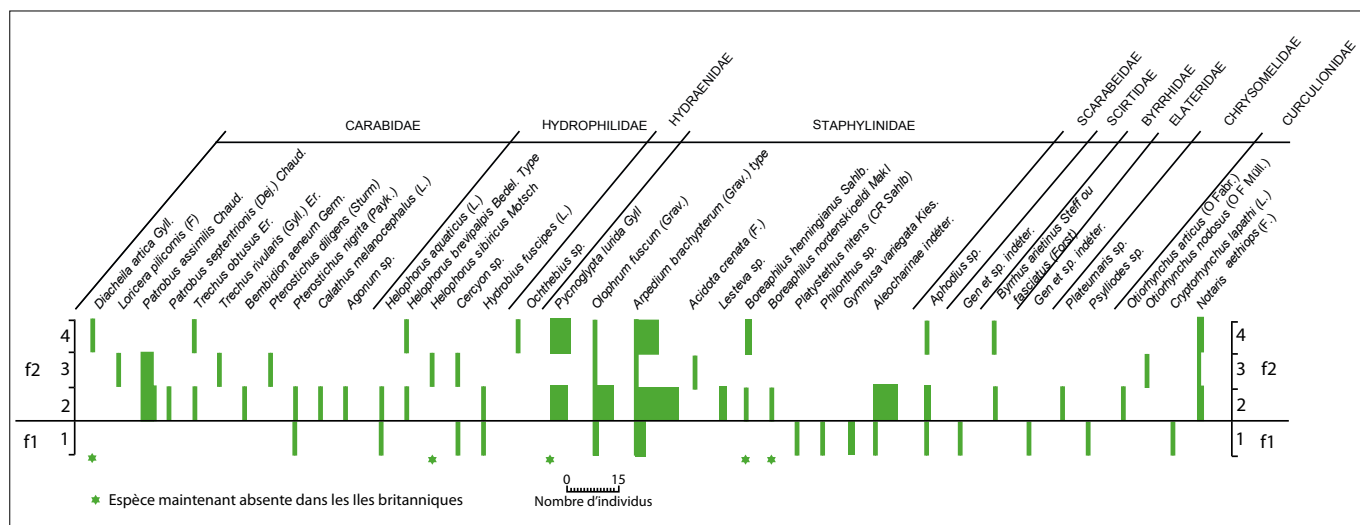 CARABIDAE
HYDROPHILIDAE
HYDRAENIDAE
STAPHYLINIDAE
SCARABEIDAE
SCIRTIDAE
BYRRHIDAE
ELATERIDAE
CHRYSOMELIDAE
CURCULIONIDAE
Diacheila artica Gyll.
Loricera pilicornis (F)
Patrobus assimilis Chaud.
Patrobus septentrionis (Dej.) Chaud.
Trechus obtusus Er.
Trechus rivularis (Gyll.) Er.
Bembidion aeneum Germ.
Pterostichus diligens (Sturm)
Pterostichus nigrita (Payk.)
Calathus melanocephalus (L.)
Agonum sp.
Helophorus aquaticus (L.)
Helophorus brevipalpis Bedel. Type
Helophorus sibiricus Motsch
Cercyon sp.
Hydrobius fuscipes (L.)
Ochthebius sp.
Pycnoglypta lurida Gyll
Olophrum fuscum (Grav.)
Arpedium brachypterum (Grav.) type
Acidota crenata (F.)
Lesteva sp.
Boreaphilus henningianus Sahlb.
Boreaphilus nordenskioeldi Makl
Platystethus nitens (CR Sahlb)
Philonthus sp.
Gymnusa variegata Kies.
Aleocharinae indéter.
Aphodius sp.
Gen et sp. indéter.
Byrrhus arietinus Steff ou
fasciatus (Forst)
Gen et sp. indéter.
Plateumaris sp.
Psylliodes sp.
Otiorhynchus articus (O Fabr.)
Otiorhynchus nodosus (O F Müll.)
Cryptorhynchus lapathi (L.)
Notaris aethiops (F.)
4
4
f2
3
3
f2
2
2
f1
1
1
f1
Espèce maintenant absente dans les Iles britanniques
0 15
Nombre d'individus